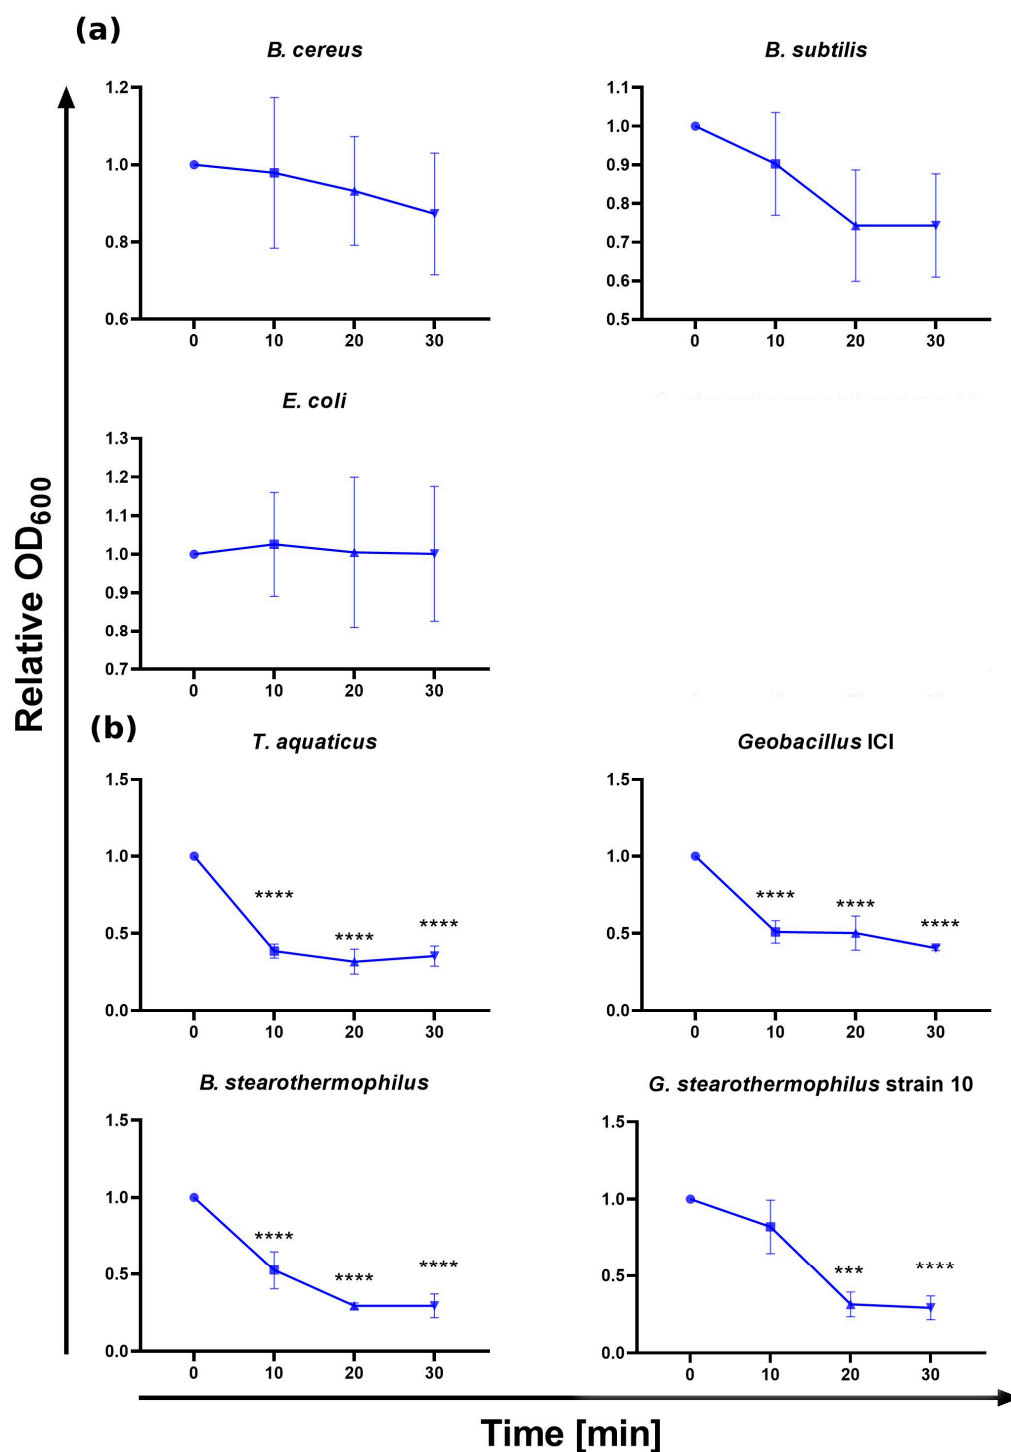 (a)
B. cereus
1.2
1.0
0.8
0.6
0 10 20 30
B. subtilis
1.1
1.0
0.9
0.8
0.7
0.6
0.5
0 10 20 30
E. coli
1.3
1.2
1.1
1.0
0.9
0.8
0.7
0 10 20 30
Relative OD600
(b)
T. aquaticus
1.5
1.0
0.5
0.0
**** **** ****
0 10 20 30
Geobacillus ICI
1.5
1.0
0.5
0.0
**** **** ****
0 10 20 30
B. stearothermophilus
1.5
1.0
0.5
0.0
**** **** ****
0 10 20 30
G. stearothermophilus strain 10
1.5
1.0
0.5
0.0
*** ****
0 10 20 30
Time [min]